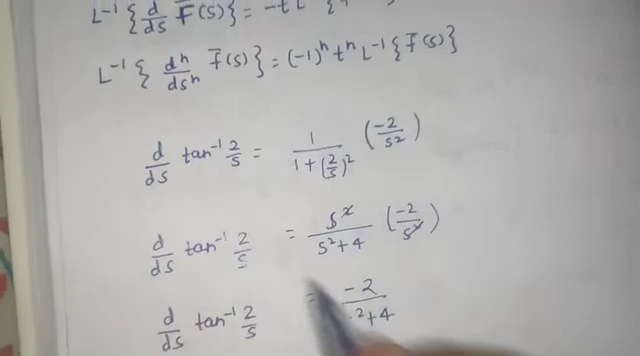 L⁻¹ { d/ds F̅(s) } = -t L
L⁻¹ { dⁿ/dsⁿ F̅(s) } = (-1)ⁿ tⁿ L⁻¹ { F̅(s) }
d/ds tan⁻¹ 2/s = 1/(1+(2/s)²) (-2/s²)
d/ds tan⁻¹ 2/s = s²/(s²+4) (-2/s²)
d/ds tan⁻¹ 2/s = -2/ ²+4